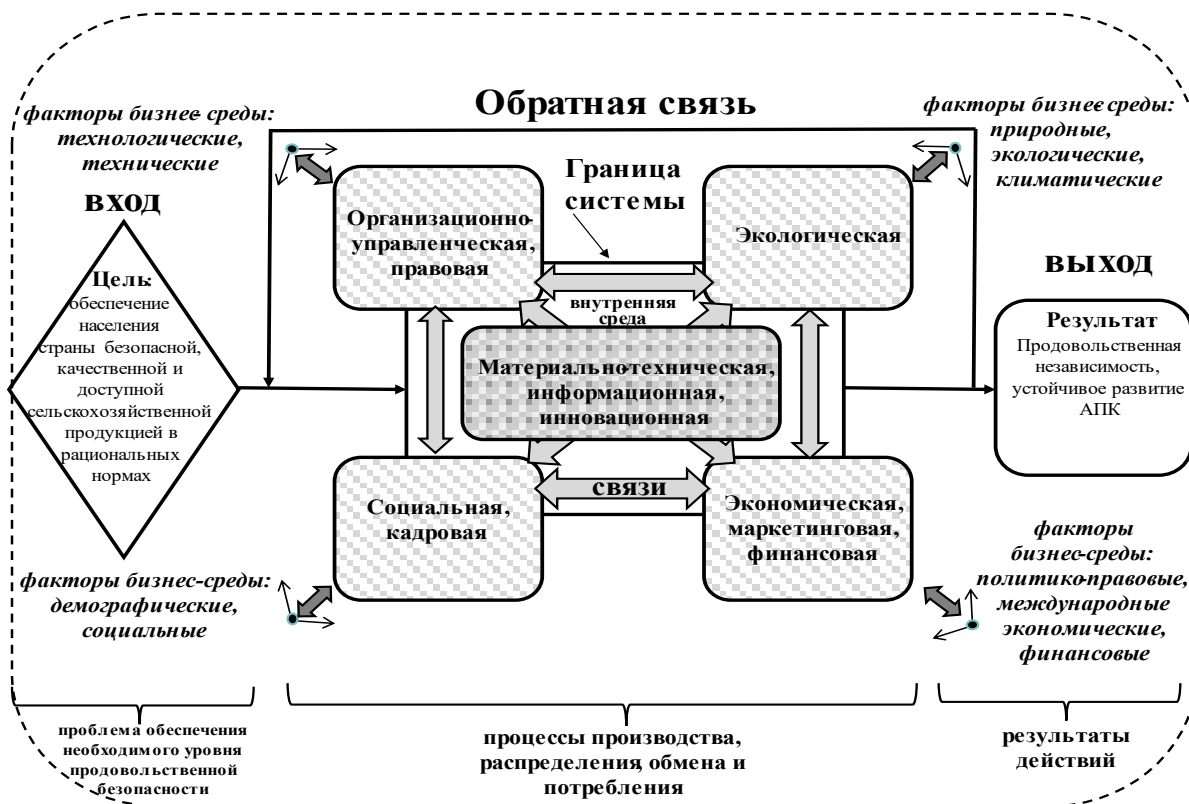 Обратная связь
факторы бизнес- среды:
технологические,
технические
факторы бизнес-среды:
природные,
экологические,
климатические
Граница
системы
ВХОД
Организационно-
управленческая,
правовая
Экологическая
ВЫХОД
Цель:
обеспечение
населения
страны безопасной,
качественной и
доступной
сельскохозяйственной
продукцией в
рациональных
нормах
внутренняя
среда
Материально-техническая,
информационная,
инновационная
Результат
Продовольственная
независимость,
устойчивое развитие
АПК
Социальная,
кадровая
связи
Экономическая,
маркетинговая,
финансовая
факторы бизнес-среды:
демографические,
социальные
факторы
бизнес-среды:
политико-правовые,
международные
экономические,
финансовые
проблема обеспечения
необходимого уровня
продовольственной
безопасности
процессы производства,
распределения, обмена и
потребления
результаты
действий